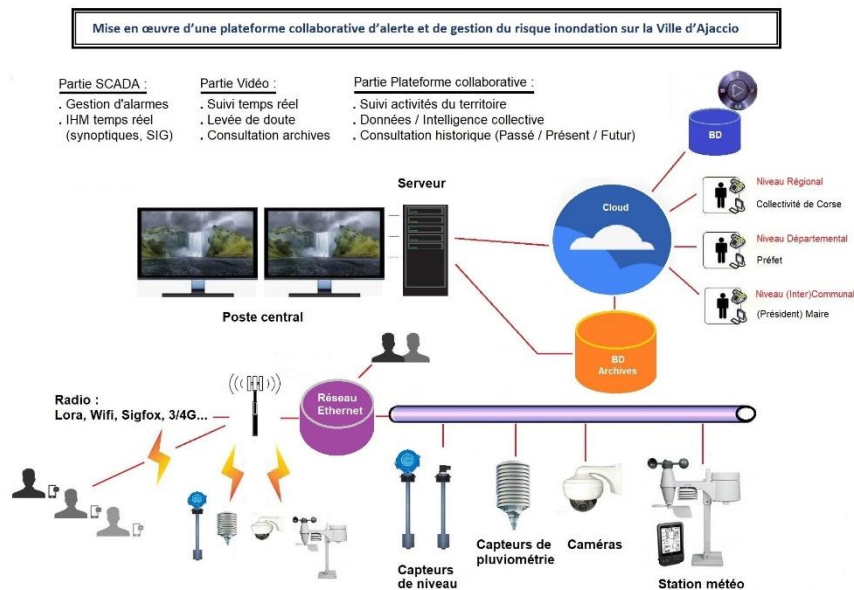 Mise en œuvre d'une plateforme collaborative d'alerte et de gestion du risque inondation sur la Ville d'Ajaccio
Partie SCADA :
. Gestion d'alarmes
. IHM temps réel
(synoptiques, SIG)
Partie Vidéo :
. Suivi temps réel
. Levée de doute
. Consultation archives
Partie Plateforme collaborative :
. Suivi activités du territoire
. Données / Intelligence collective
. Consultation historique (Passé / Présent / Futur)
BD
Serveur
Cloud
Niveau Régional
Collectivité de Corse
Niveau Départemental
Préfet
Niveau (Inter)Communal
(Président) Maire
Poste central
BD
Archives
Radio :
Lora, Wifi, Sigfox, 3/4G...
Réseau
Ethernet
Capteurs
de niveau
Capteurs de
pluviométrie
Caméras
Station météo